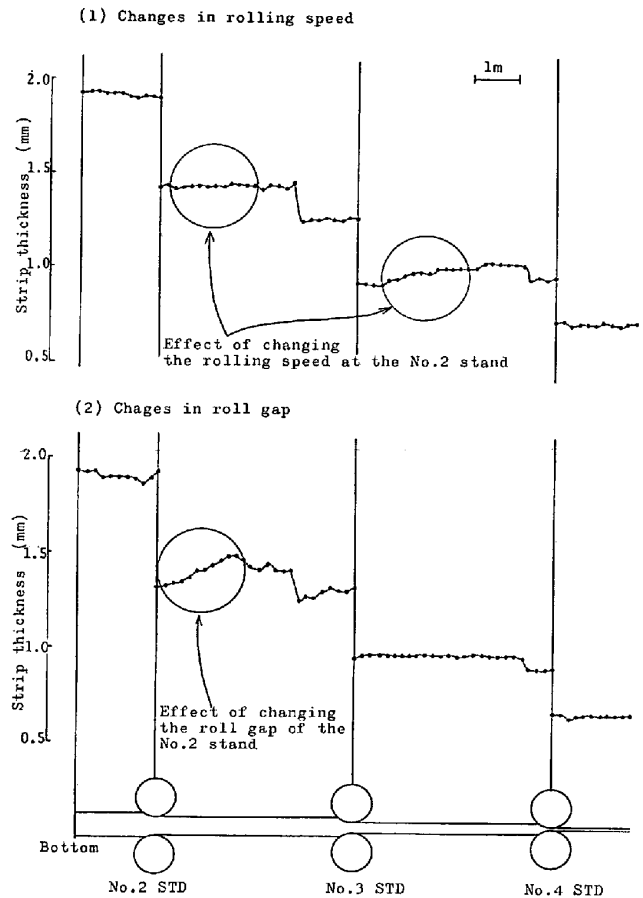 (1) Changes in rolling speed
1m
2.0
1.5
1.0
0.5
Strip thickness (mm)
Effect of changing
the rolling speed at the No.2 stand
(2) Chages in roll gap
2.0
1.5
1.0
0.5
Strip thickness (mm)
Effect of changing
the roll gap of the
No.2 stand
Bottom
No.2 STD
No.3 STD
No.4 STD